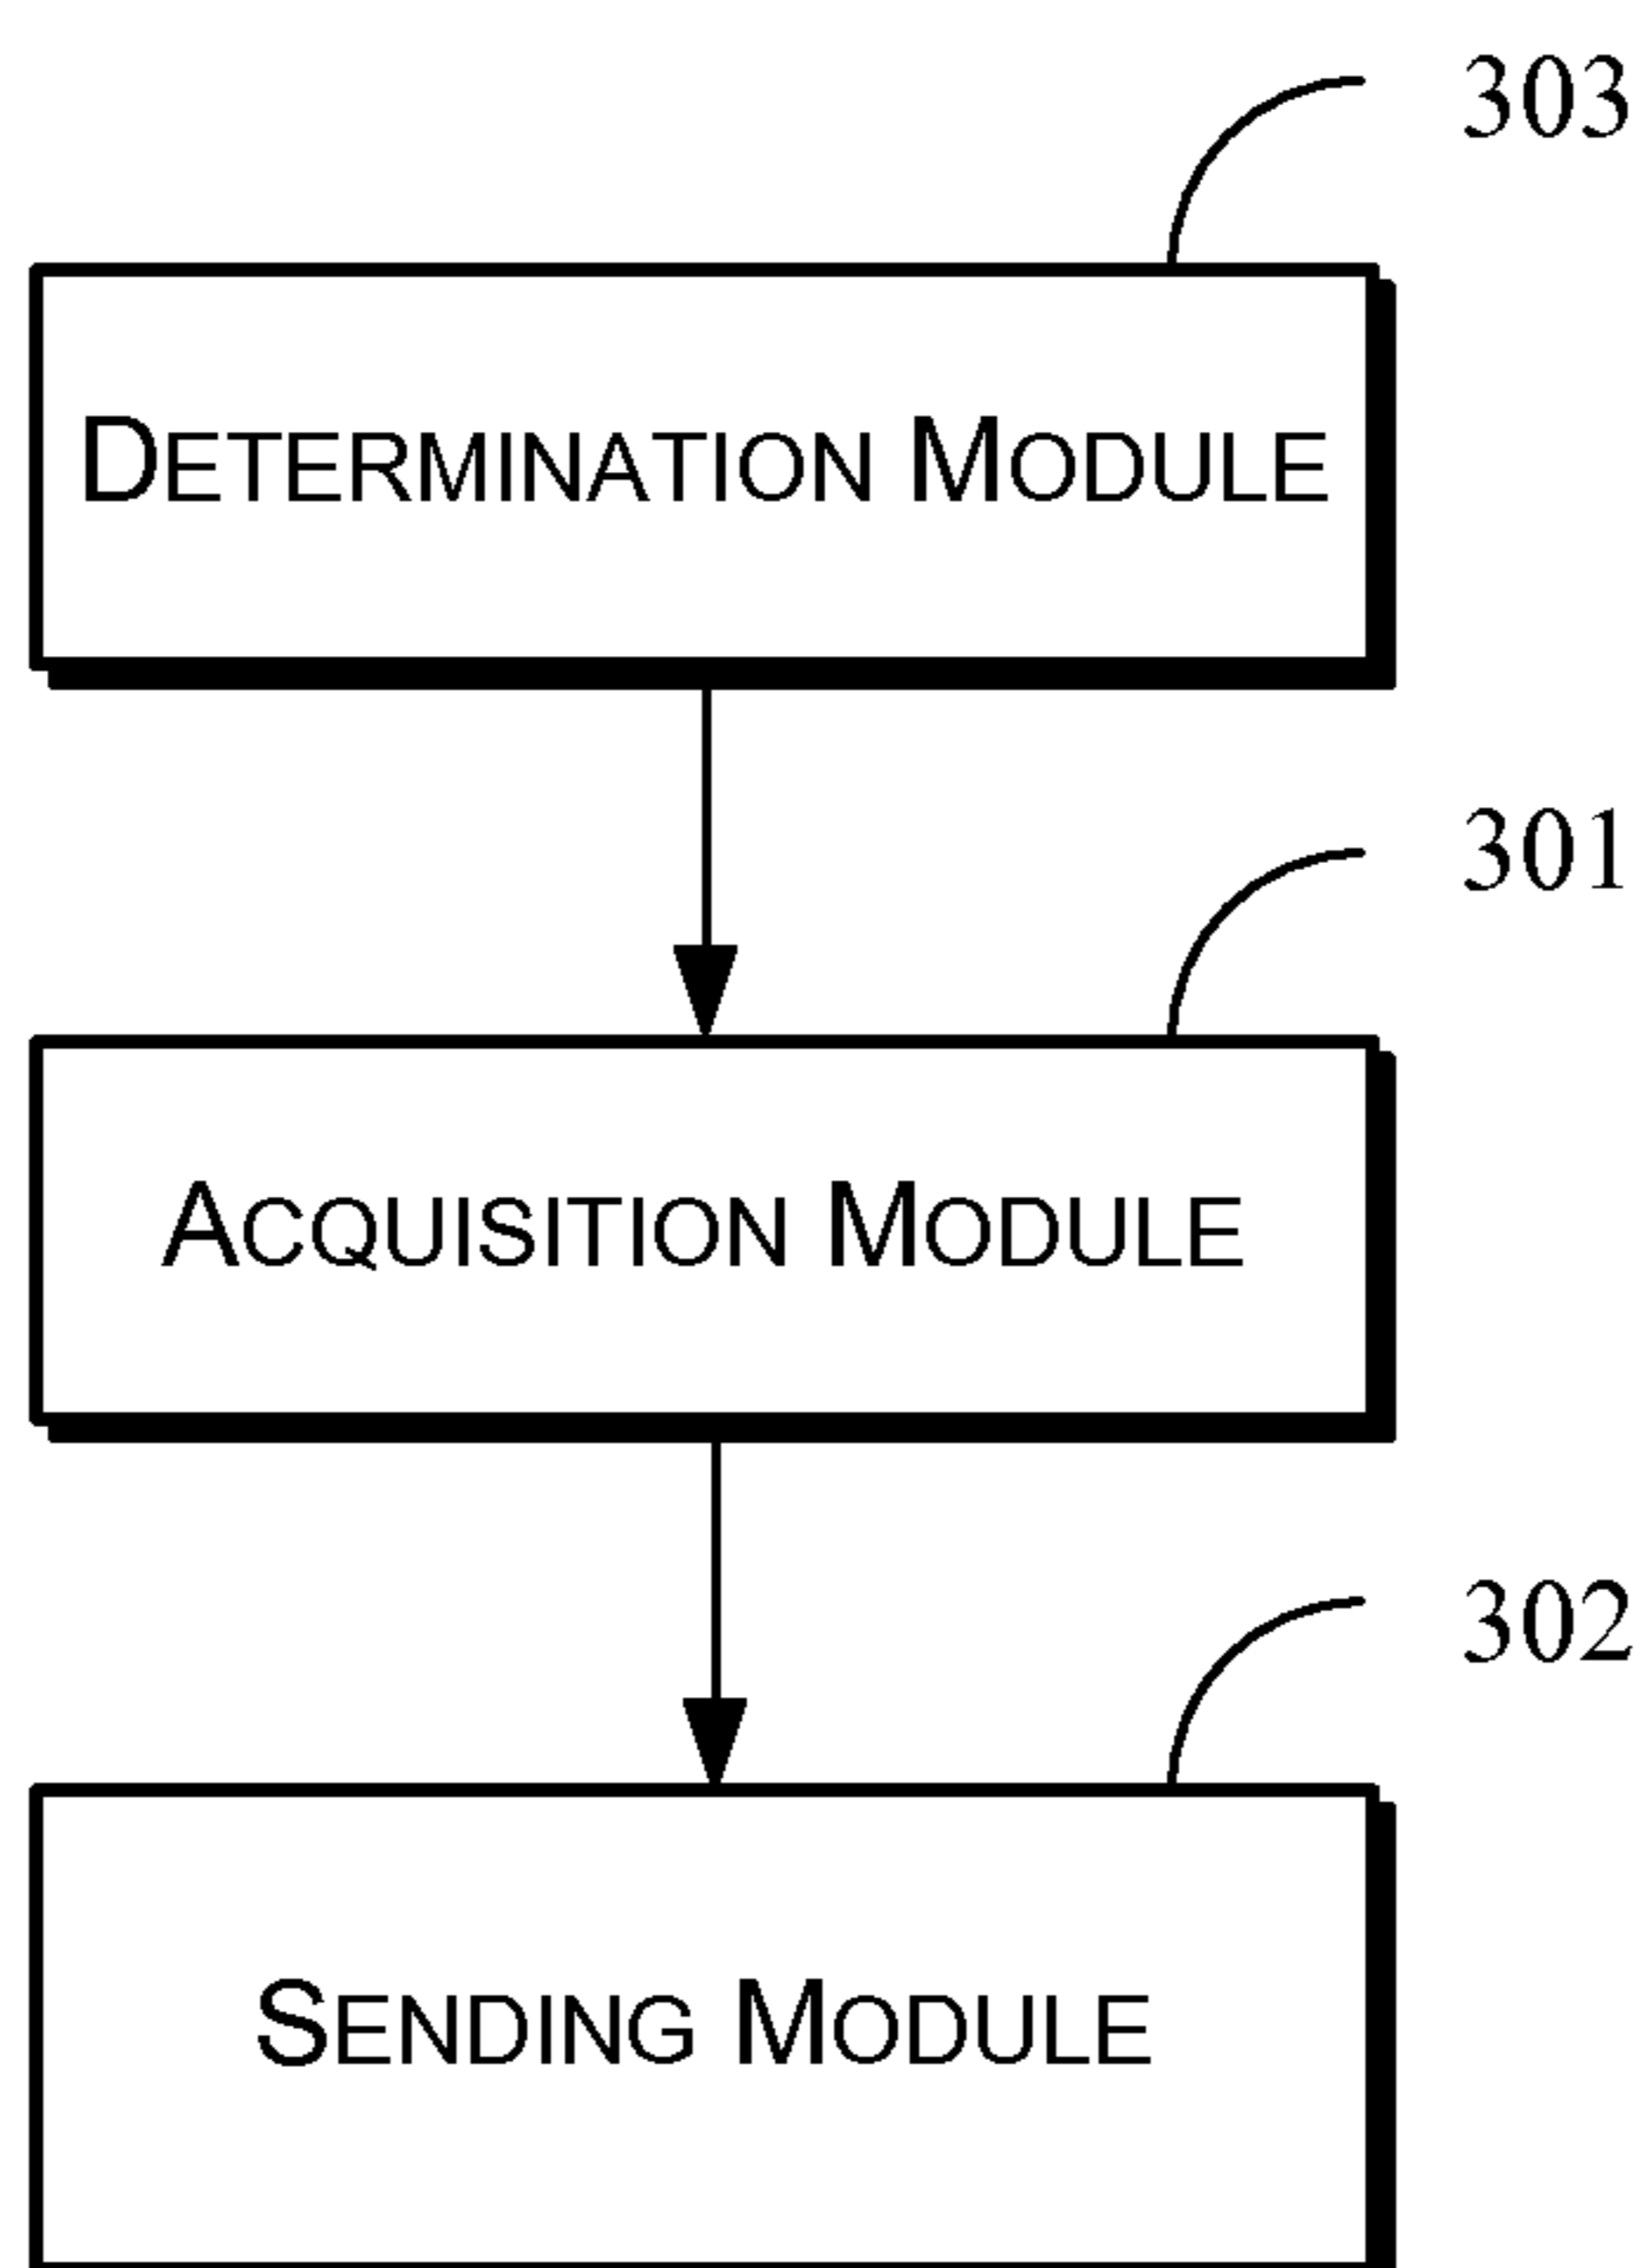 303
DETERMINATION MODULE
301
ACQUISITION MODULE
302
SENDING MODULE